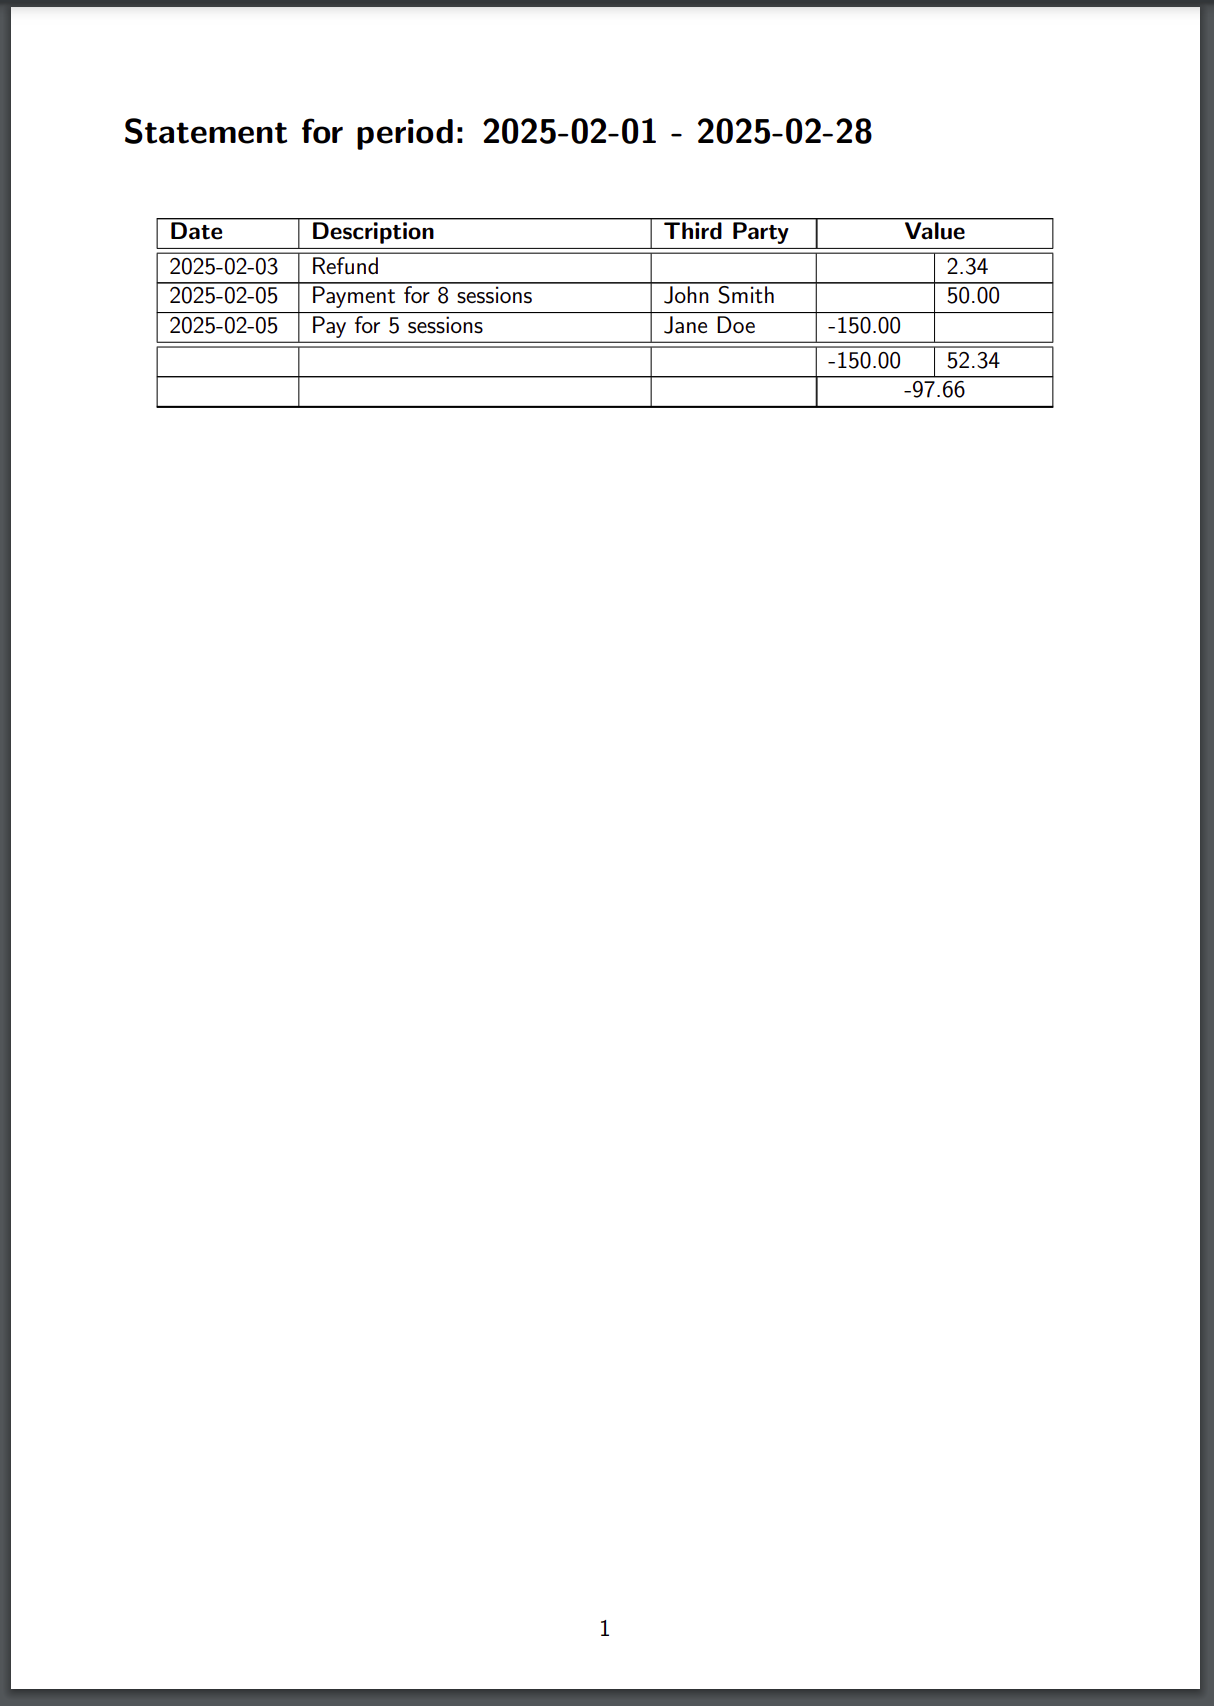 Statement for period: 2025-02-01 - 2025-02-28
Date Description Third Party Value
2025-02-03 Refund 2.34
2025-02-05 Payment for 8 sessions John Smith 50.00
2025-02-05 Pay for 5 sessions Jane Doe -150.00
-150.00 52.34
-97.66
1